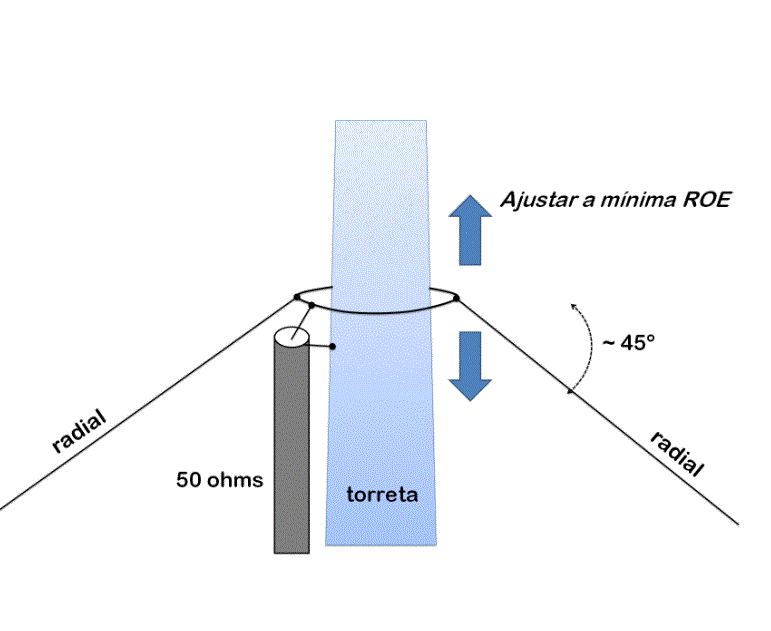 Ajustar a mínima ROE
~ 45°
radial
radial
50 ohms
torreta